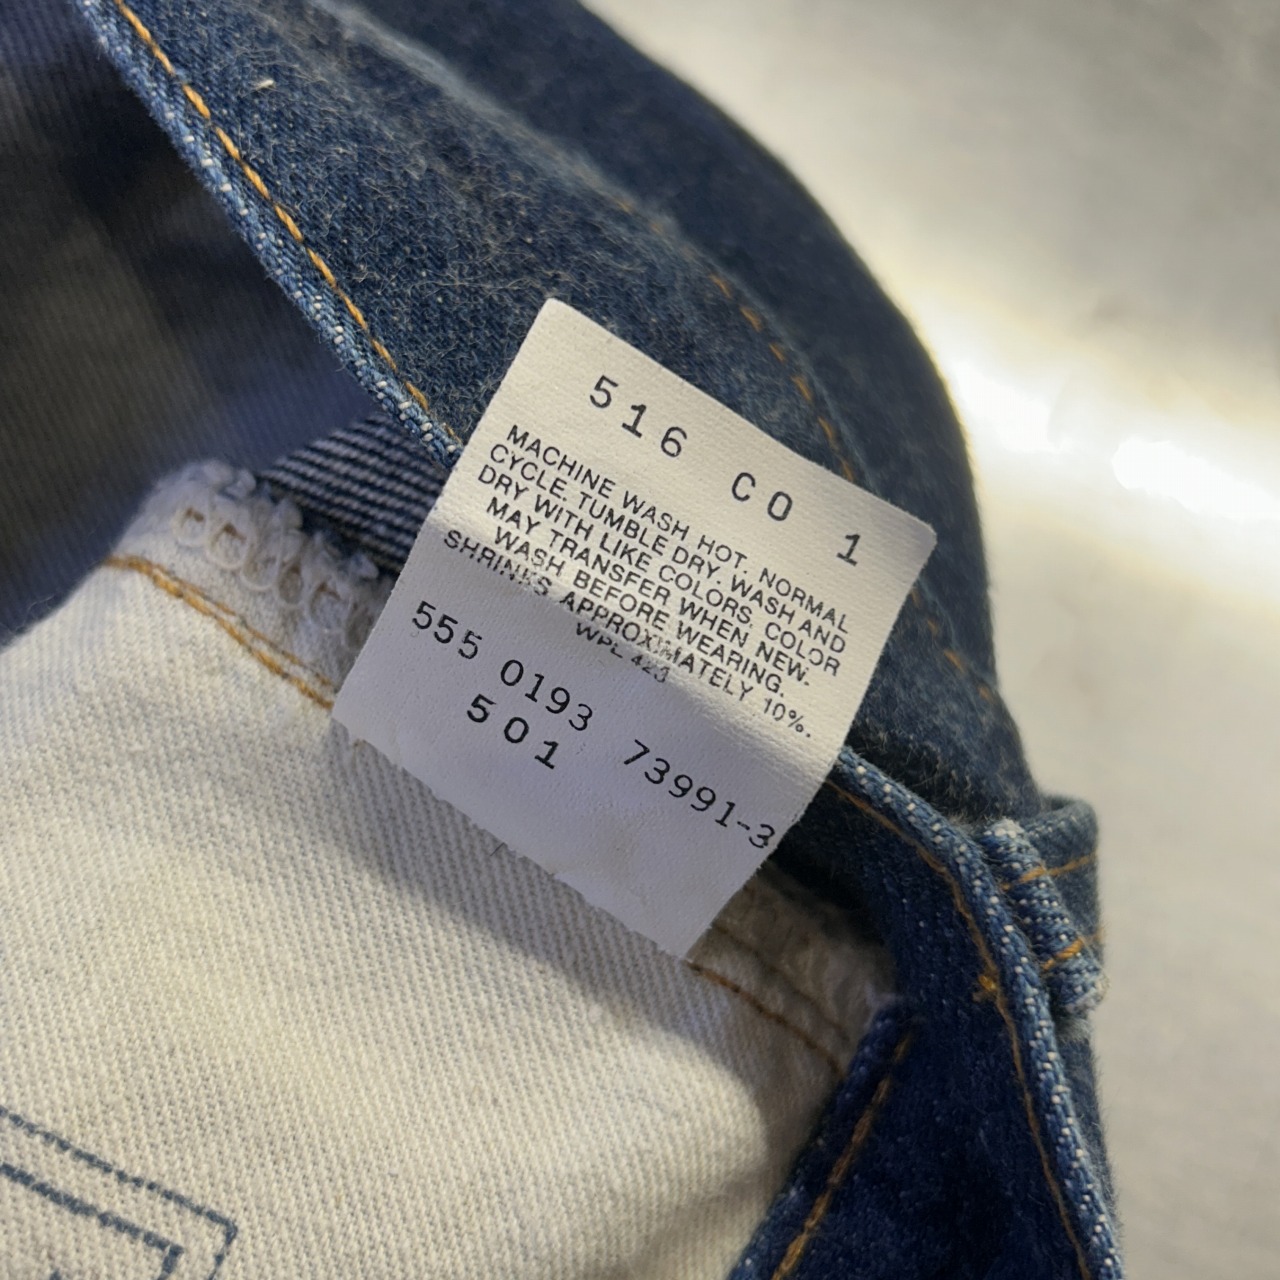 516 CO 1
MACHINE WASH HOT. NORMAL
CYCLE. TUMBLE DRY. WASH AND
DRY WITH LIKE COLORS. COLOR
MAY TRANSFER WHEN NEW.
WASH BEFORE WEARING.
SHRINKS APPROXIMATELY 10%.
WPL 423
555 0193 73991-3
501